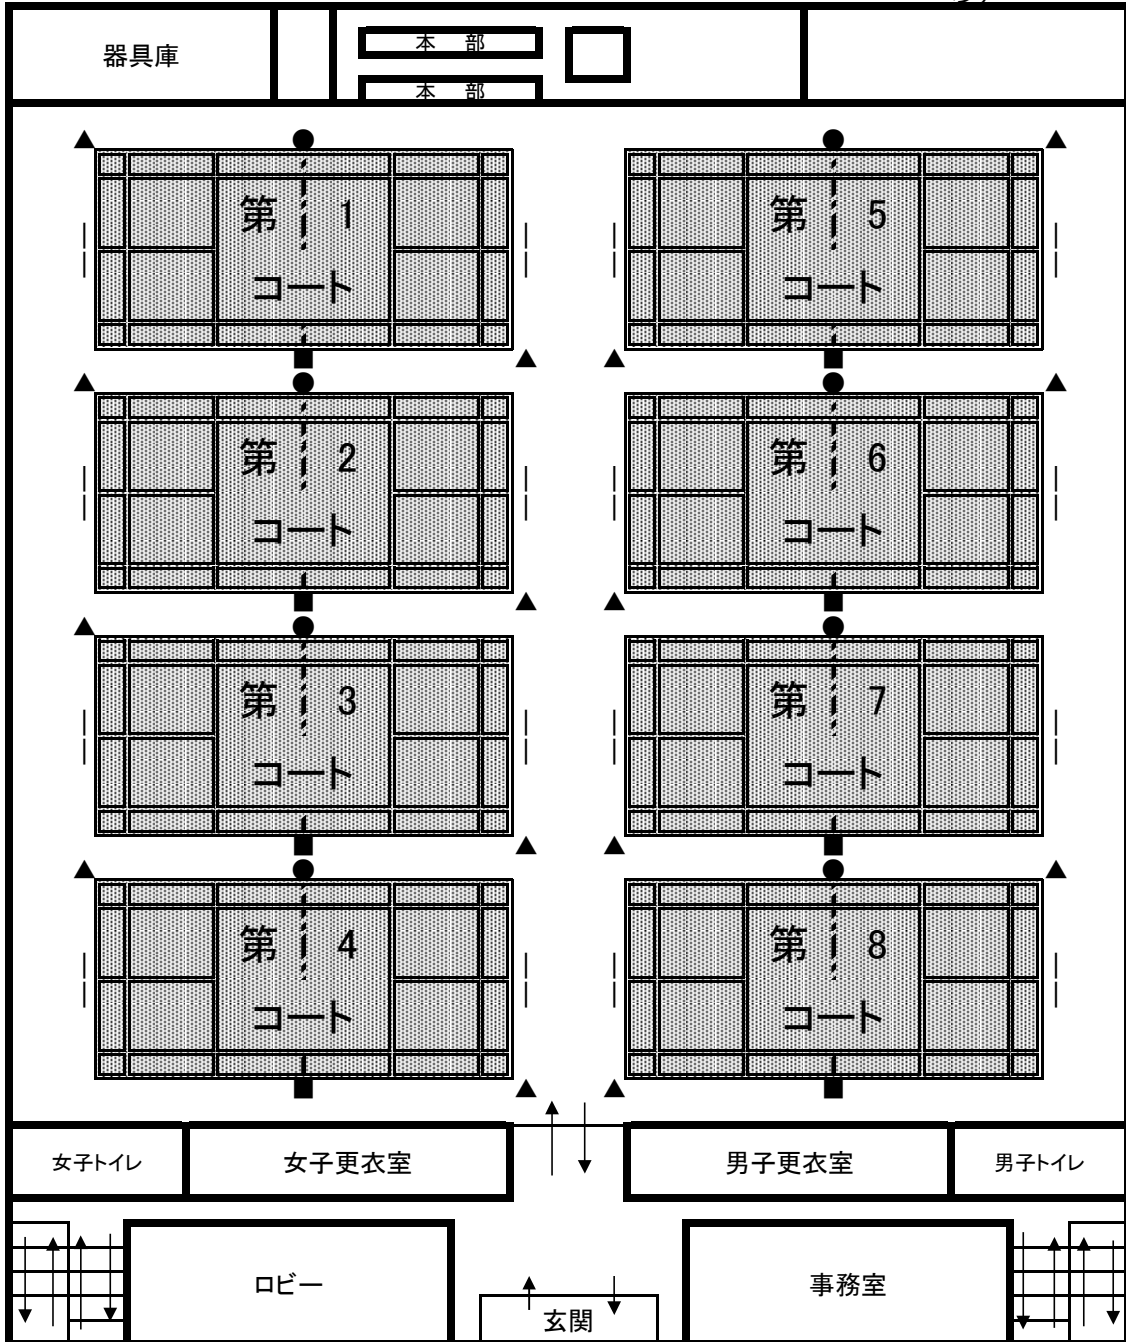 器具庫
本 部
本 部
第 1
コート
第 5
コート
第 2
コート
第 6
コート
第 3
コート
第 7
コート
第 4
コート
第 8
コート
女子トイレ
女子更衣室
男子更衣室
男子トイレ
ロビー
事務室
玄関